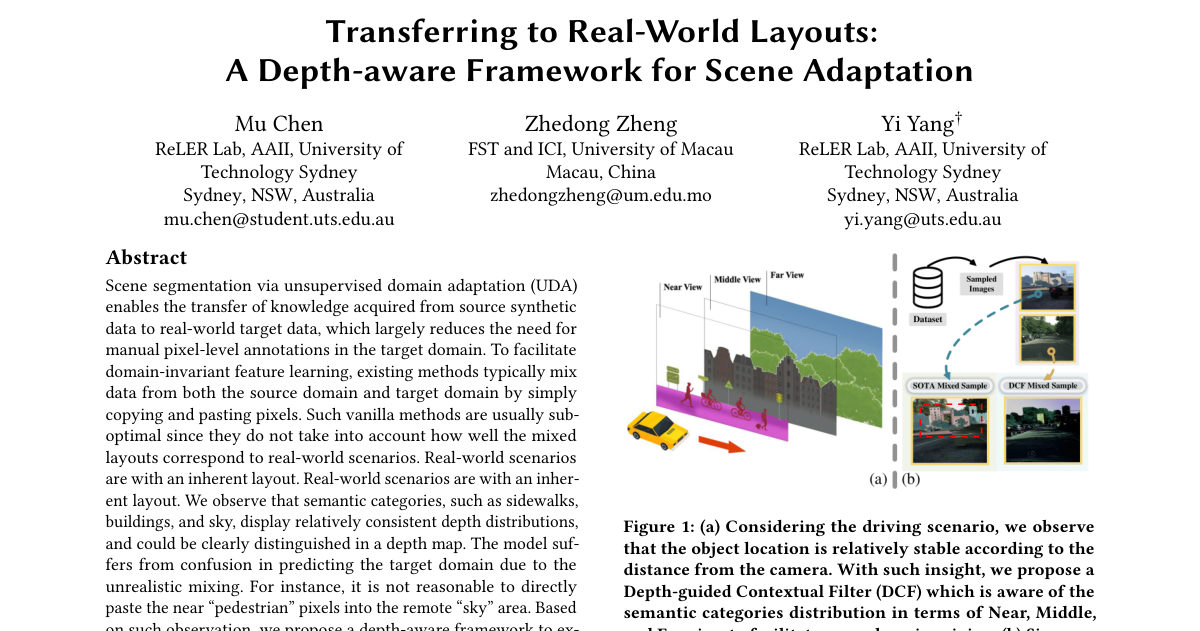 Transferring to Real-World Layouts:
A Depth-aware Framework for Scene Adaptation
Mu Chen
ReLER Lab, AAII, University of
Technology Sydney
Sydney, NSW, Australia
mu.chen@student.uts.edu.au
Zhedong Zheng
FST and ICI, University of Macau
Macau, China
zhedongzheng@um.edu.mo
Yi Yang†
ReLER Lab, AAII, University of
Technology Sydney
Sydney, NSW, Australia
yi.yang@uts.edu.au
Abstract
Scene segmentation via unsupervised domain adaptation (UDA)
enables the transfer of knowledge acquired from source synthetic
data to real-world target data, which largely reduces the need for
manual pixel-level annotations in the target domain. To facilitate
domain-invariant feature learning, existing methods typically mix
data from both the source domain and target domain by simply
copying and pasting pixels. Such vanilla methods are usually sub-
optimal since they do not take into account how well the mixed
layouts correspond to real-world scenarios. Real-world scenarios
are with an inherent layout. Real-world scenarios are with an inher-
ent layout. We observe that semantic categories, such as sidewalks,
buildings, and sky, display relatively consistent depth distributions,
and could be clearly distinguished in a depth map. The model suf-
fers from confusion in predicting the target domain due to the
unrealistic mixing. For instance, it is not reasonable to directly
paste the near “pedestrian” pixels into the remote “sky” area. Based
on such observation, we propose a depth-aware framework to ex-
Near View
Middle View
Far View
Dataset
Sampled
Images
SOTA Mixed Sample
DCF Mixed Sample
(a)
(b)
Figure 1: (a) Considering the driving scenario, we observe
that the object location is relatively stable according to the
distance from the camera. With such insight, we propose a
Depth-guided Contextual Filter (DCF) which is aware of the
semantic categories distribution in terms of Near, Middle,